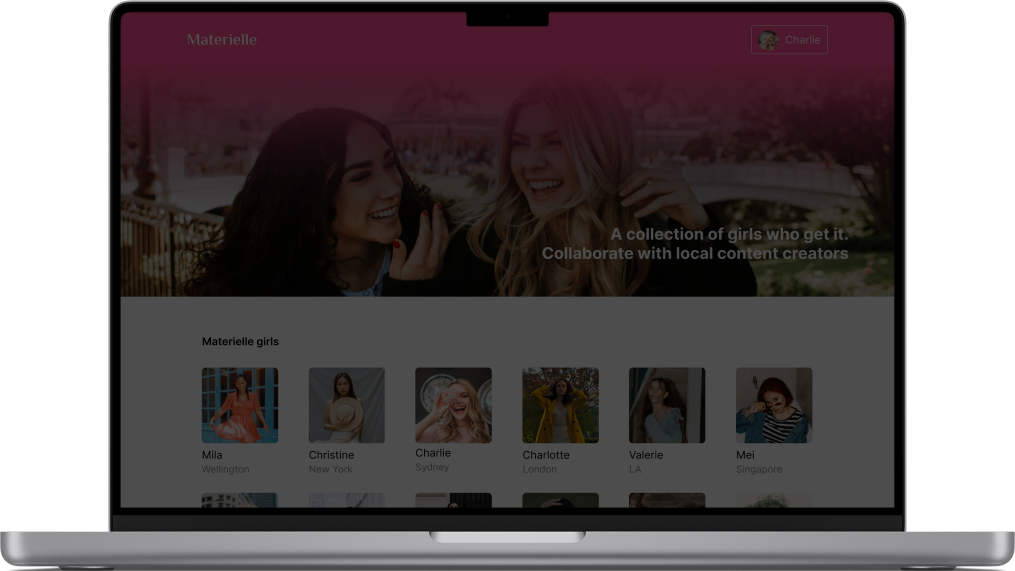 Materielle
Charlie
A collection of girls who get it.
Collaborate with local content creators
Materielle girls
Mila
Wellington
Christine
New York
Charlie
Sydney
Charlotte
London
Valerie
LA
Mei
Singapore